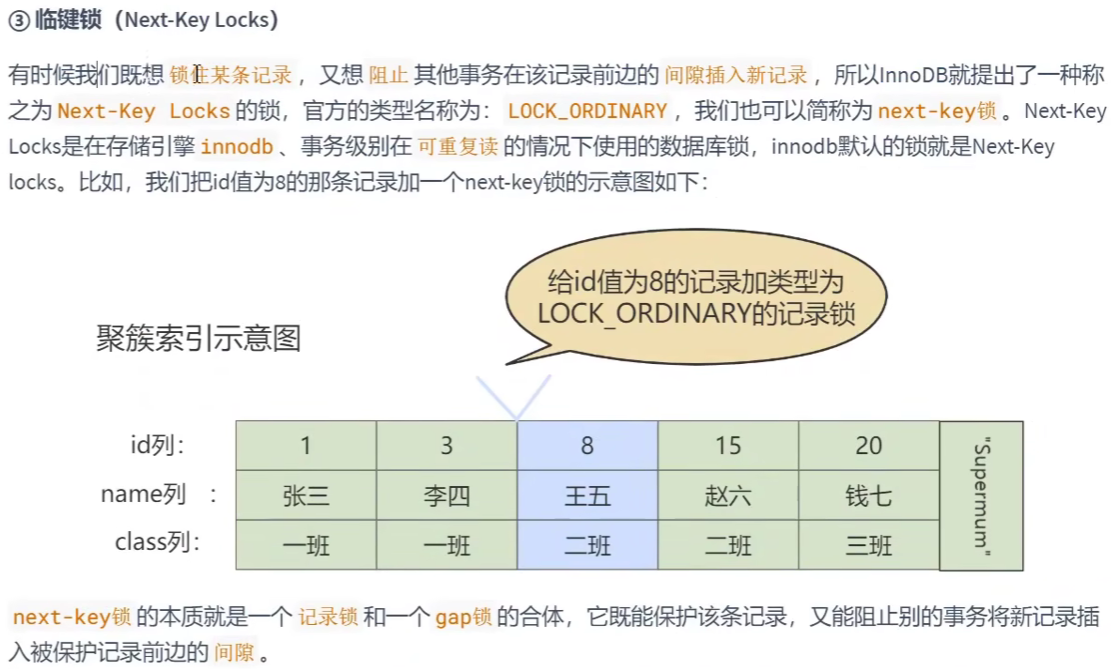 ③ 临键锁（Next-Key Locks）
有时候我们既想 锁住某条记录 ，又想 阻止 其他事务在该记录前边的 间隙插入新记录 ，所以InnoDB就提出了一种称
之为 Next-Key Locks 的锁，官方的类型名称为： LOCK_ORDINARY ，我们也可以简称为 next-key锁 。Next-Key
Locks是在存储引擎 innodb 、事务级别在 可重复读 的情况下使用的数据库锁，innodb默认的锁就是Next-Key
locks。比如，我们把id值为8的那条记录加一个next-key锁的示意图如下：
给id值为8的记录加类型为
LOCK_ORDINARY的记录锁
聚簇索引示意图
id列： 1 3 8 15 20 "Supermum"
name列 ： 张三 李四 王五 赵六 钱七
class列： 一班 一班 二班 二班 三班
next-key锁 的本质就是一个 记录锁 和一个 gap锁 的合体，它既能保护该条记录，又能阻止别的事务将新记录插
入被保护记录前边的 间隙 。